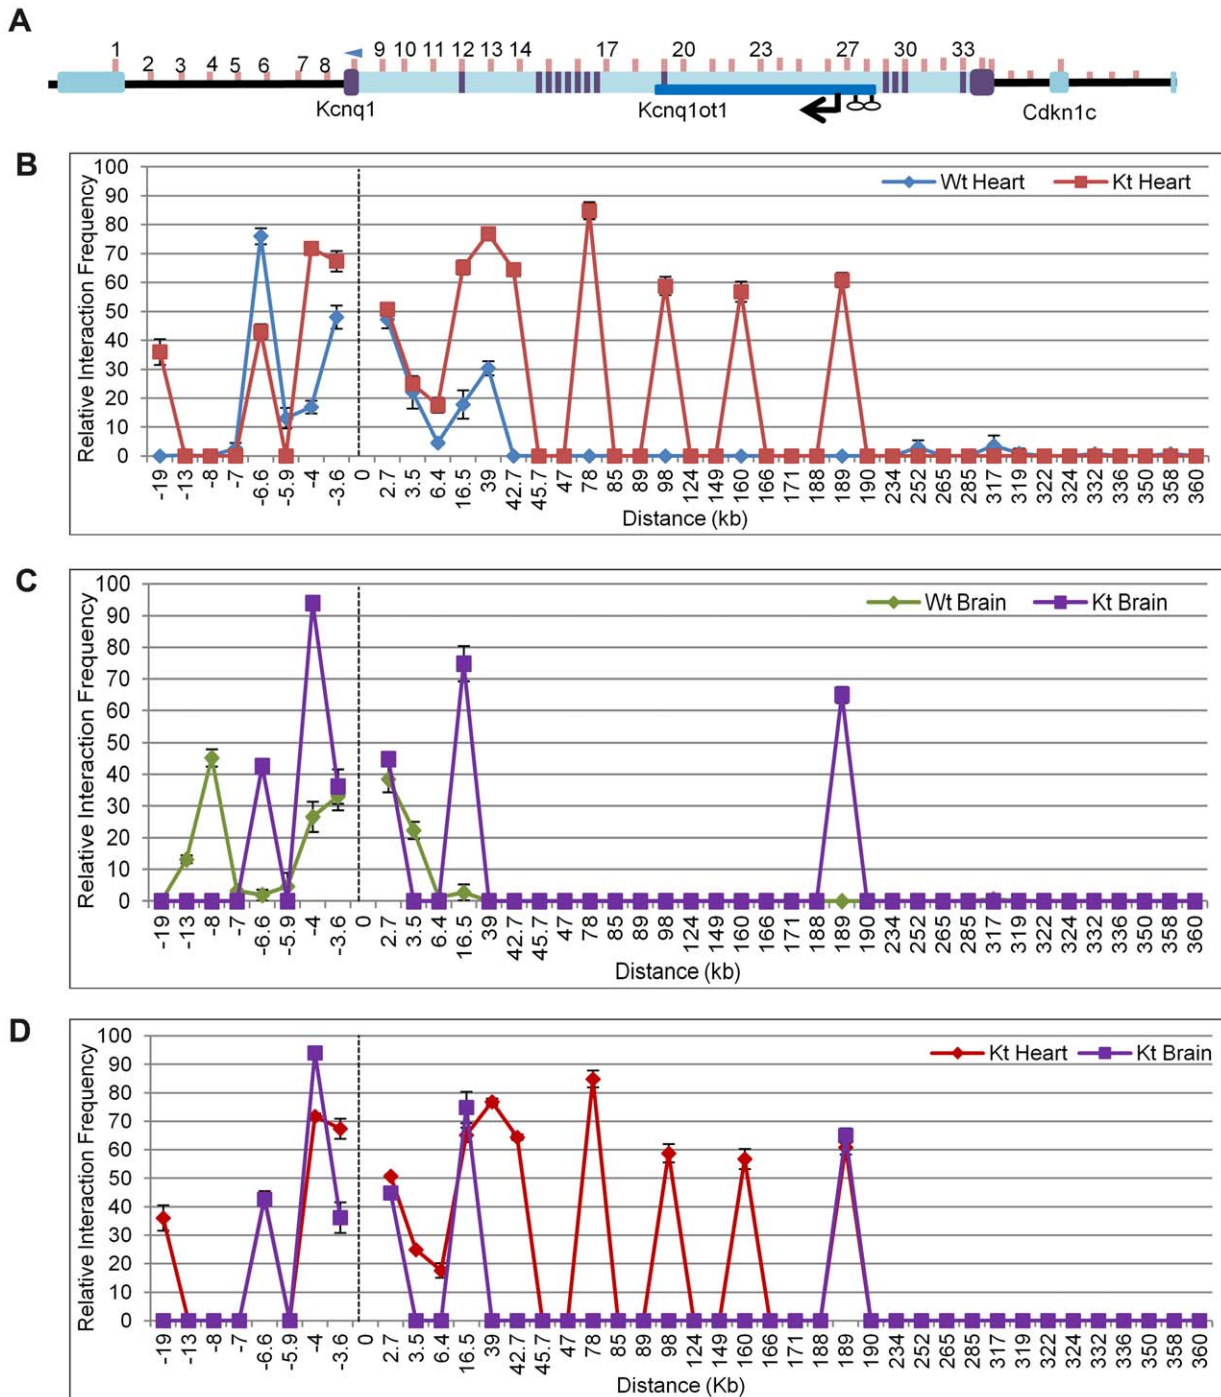 A
1 2 3 4 5 6 7 8 9 10 11 12 13 14 17 20 23 27 30 33
Kcnq1 Kcnq1ot1 Cdkn1c
B
Wt Heart Kt Heart
Relative Interaction Frequency
100
90
80
70
60
50
40
30
20
10
0
-19 -13 -8 -7 -6.6 -5.9 -4 -3.6 0 2.7 3.5 6.4 16.5 39 42.7 45.7 47 78 85 89 98 124 149 160 166 171 188 189 190 234 252 265 285 317 319 322 324 332 336 350 358 360
Distance (kb)
C
Wt Brain Kt Brain
Relative Interaction Frequency
100
90
80
70
60
50
40
30
20
10
0
-19 -13 -8 -7 -6.6 -5.9 -4 -3.6 0 2.7 3.5 6.4 16.5 39 42.7 45.7 47 78 85 89 98 124 149 160 166 171 188 189 190 234 252 265 285 317 319 322 324 332 336 350 358 360
Distance (kb)
D
Kt Heart Kt Brain
Relative Interaction Frequency
100
90
80
70
60
50
40
30
20
10
0
-19 -13 -8 -7 -6.6 -5.9 -4 -3.6 0 2.7 3.5 6.4 16.5 39 42.7 45.7 47 78 85 89 98 124 149 160 166 171 188 189 190 234 252 265 285 317 319 322 324 332 336 350 358 360
Distance (Kb)